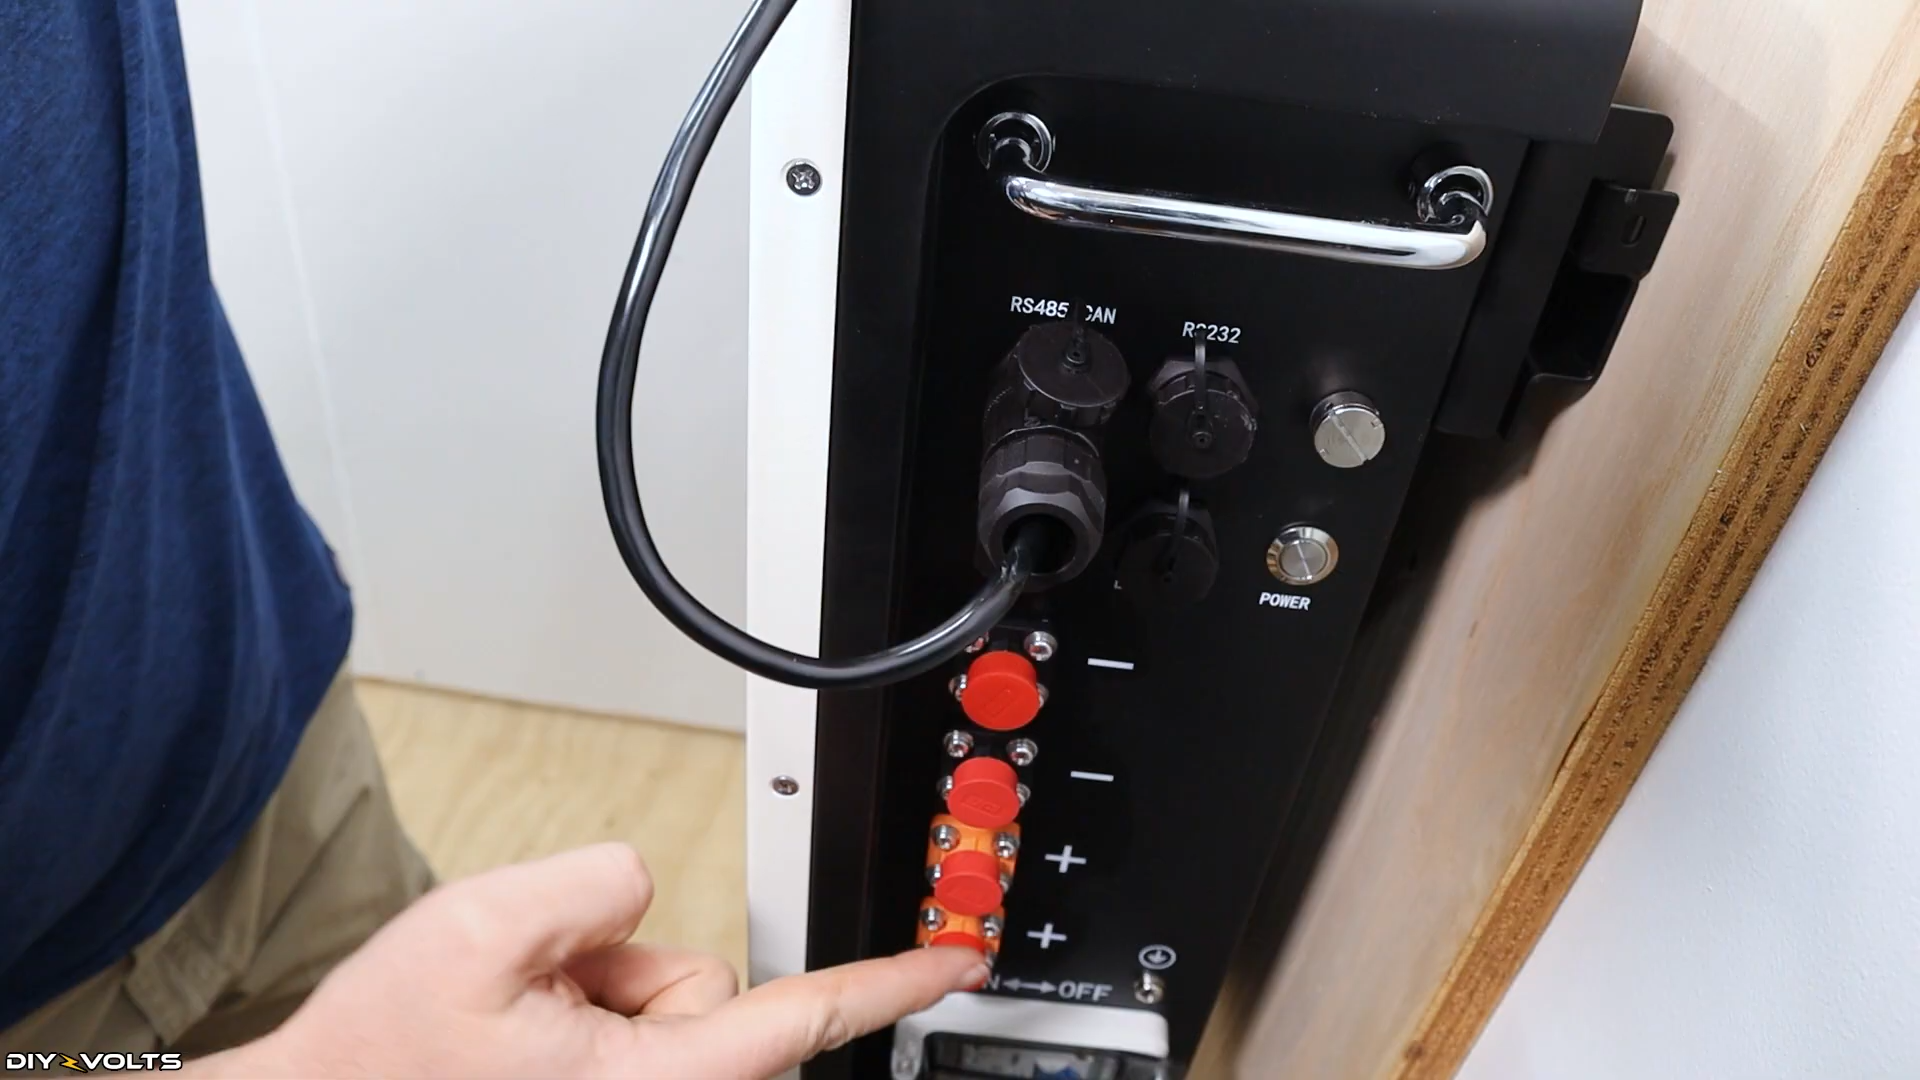 RS485 CAN
RS232
L
POWER
−
−
+
+
OFF
DIY VOLTS